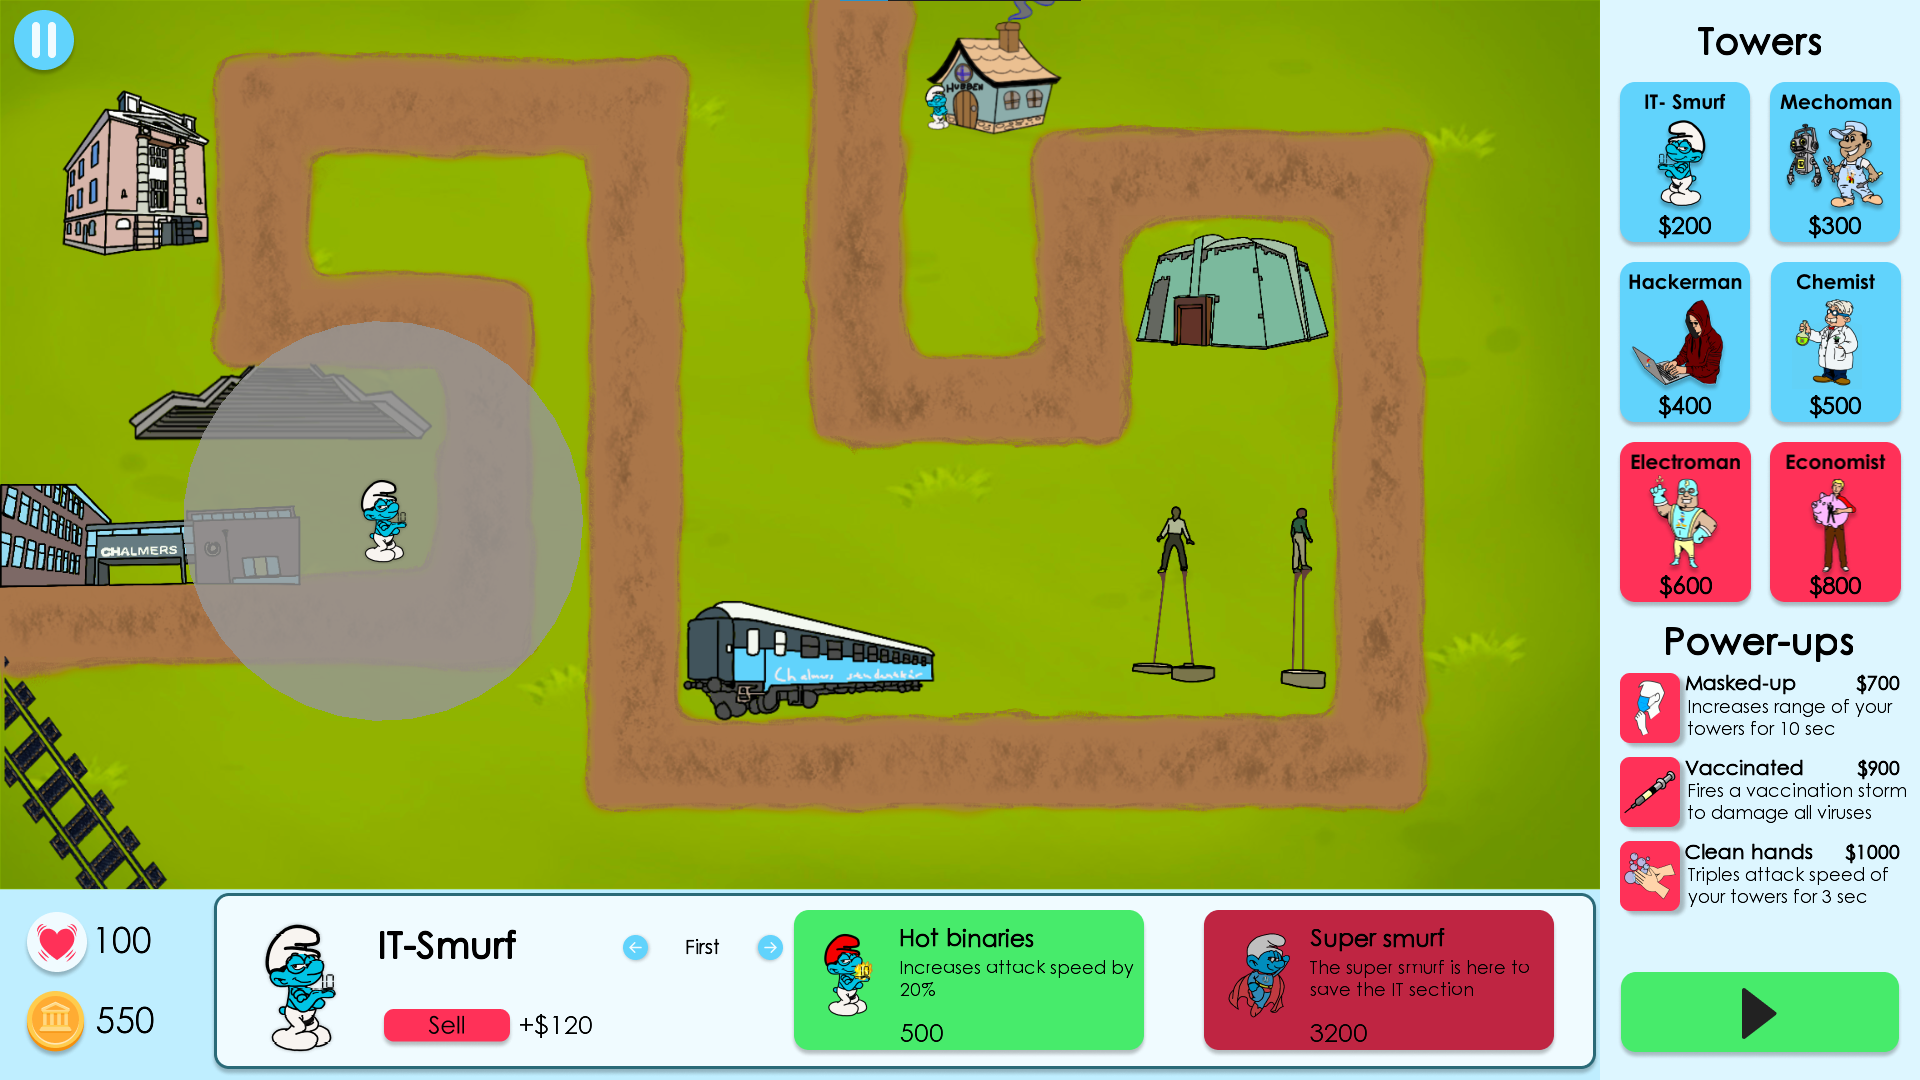 HUBBEN
CHALMERS
Chalmers
Towers
IT- Smurf
$200
Mechoman
$300
Hackerman
$400
Chemist
$500
Electroman
$600
Economist
$800
Power-ups
Masked-up $700
Increases range of your
towers for 10 sec
Vaccinated $900
Fires a vaccination storm
to damage all viruses
Clean hands $1000
Triples attack speed of
your towers for 3 sec
100
550
IT-Smurf
Sell +$120
First
Hot binaries
Increases attack speed by
20%
500
Super smurf
The super smurf is here to
save the IT section
3200